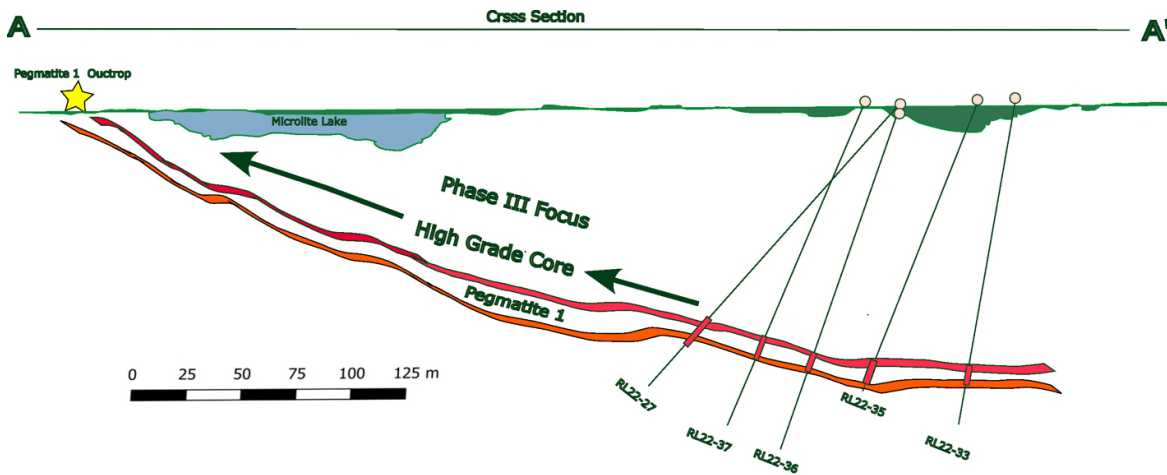 Crsss Section
A A'
Pegmatite 1 Ouctrop
Microlite Lake
Phase III Focus
High Grade Core
Pegmatite 1
0 25 50 75 100 125 m
RL22-27
RL22-37
RL22-36
RL22-35
RL22-33